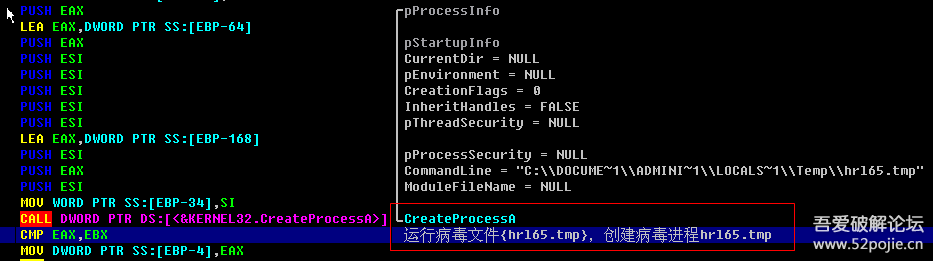 PUSH EAX pProcessInfo
LEA EAX,DWORD PTR SS:[EBP-64]
PUSH EAX pStartupInfo
PUSH ESI CurrentDir = NULL
PUSH ESI pEnvironment = NULL
PUSH ESI CreationFlags = 0
PUSH ESI InheritHandles = FALSE
PUSH ESI pThreadSecurity = NULL
LEA EAX,DWORD PTR SS:[EBP-168]
PUSH ESI pProcessSecurity = NULL
PUSH EAX CommandLine = "C:\\DOCUME~1\\ADMINI~1\\LOCALS~1\\Temp\\hrl65.tmp"
PUSH ESI ModuleFileName = NULL
MOV WORD PTR SS:[EBP-34],SI
CALL DWORD PTR DS:[<&KERNEL32.CreateProcessA>] CreateProcessA
CMP EAX,EBX 运行病毒文件{hrl65.tmp}，创建病毒进程hrl65.tmp
MOV DWORD PTR SS:[EBP-4],EAX
吾爱破解论坛
www.52pojie.cn